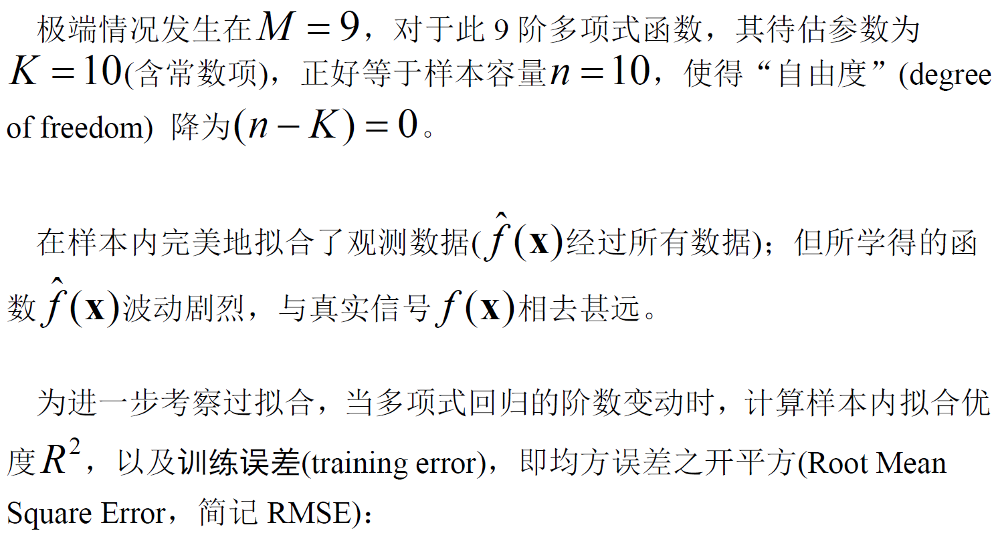 极端情况发生在M = 9，对于此 9 阶多项式函数，其待估参数为
K = 10(含常数项)，正好等于样本容量n = 10，使得“自由度”(degree
of freedom) 降为(n − K) = 0。
在样本内完美地拟合了观测数据(f̂(x)经过所有数据)；但所学得的函
数f̂(x)波动剧烈，与真实信号f(x)相去甚远。
为进一步考察过拟合，当多项式回归的阶数变动时，计算样本内拟合优
度R²，以及训练误差(training error)，即均方误差之开平方(Root Mean
Square Error，简记 RMSE)：